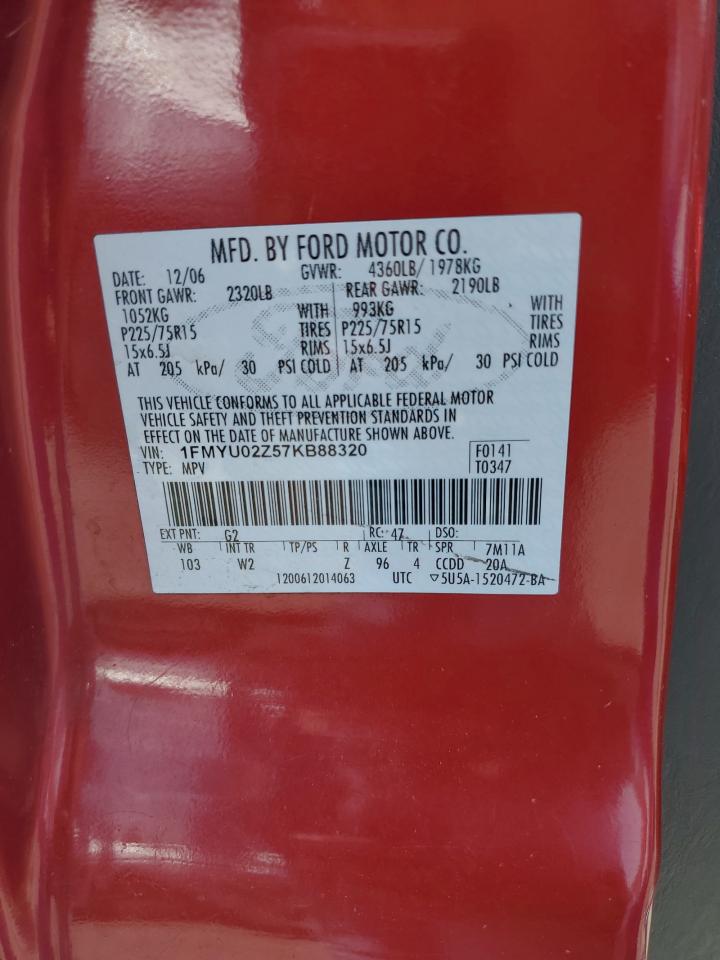 MFD. BY FORD MOTOR CO.
DATE: 12/06 GVWR: 4360LB/ 1978KG
FRONT GAWR: 2320LB REAR GAWR: 2190LB
1052KG WITH 993KG WITH
P225/75R15 TIRES P225/75R15 TIRES
15x6.5J RIMS 15x6.5J RIMS
AT 205 kPa/ 30 PSI COLD AT 205 kPa/ 30 PSI COLD
THIS VEHICLE CONFORMS TO ALL APPLICABLE FEDERAL MOTOR
VEHICLE SAFETY AND THEFT PREVENTION STANDARDS IN
EFFECT ON THE DATE OF MANUFACTURE SHOWN ABOVE.
VIN: 1FMYU02Z57KB88320 F0141
TYPE: MPV T0347
EXT PNT: G2 RC: 47 DSO:
WB INT TR TP/PS R AXLE TR SPR 7M11A
103 W2 Z 96 4 CCDD 20A
1200612014063 UTC ▽5U5A-1520472-BA